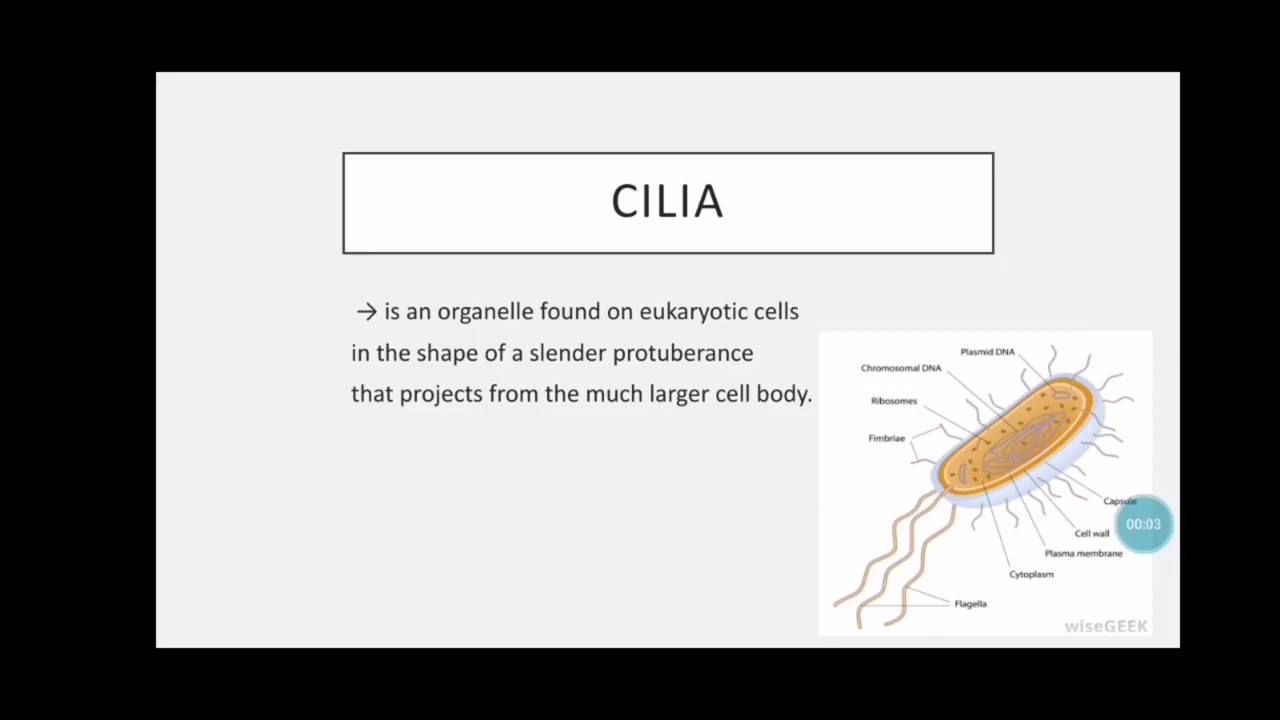 CILIA
→ is an organelle found on eukaryotic cells
in the shape of a slender protuberance
that projects from the much larger cell body.
Plasmid DNA
Chromosomal DNA
Ribosomes
Fimbriae
Capsule
00:03
Cell wall
Plasma membrane
Cytoplasm
Flagella
wiseGEEK